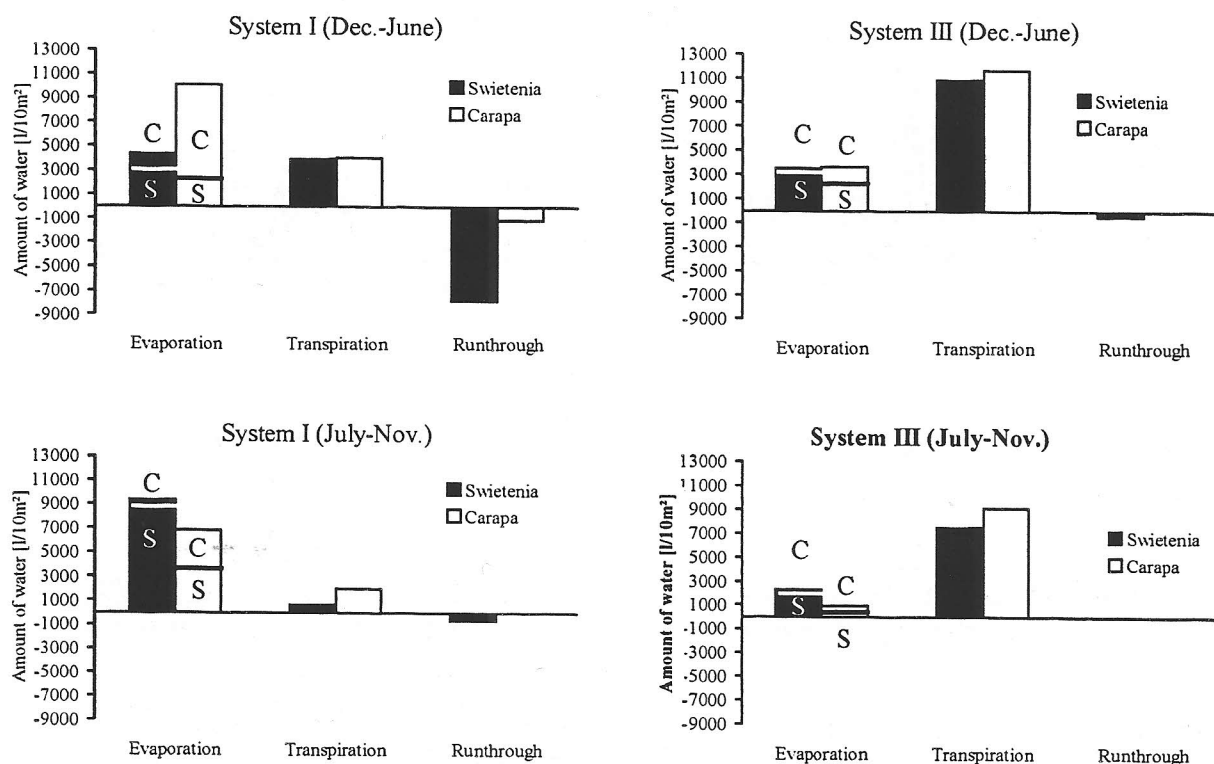 System I (Dec.-June)
Amount of water [l/10m²]
13000
11000
9000
7000
5000
3000
1000
-1000
-3000
-5000
-7000
-9000
C
C
S
S
Swietenia
Carapa
Evaporation
Transpiration
Runthrough
System III (Dec.-June)
Amount of water [l/10m²]
13000
11000
9000
7000
5000
3000
1000
-1000
-3000
-5000
-7000
-9000
C
C
S
S
Swietenia
Carapa
Evaporation
Transpiration
Runthrough
System I (July-Nov.)
Amount of water [l/10m²]
13000
11000
9000
7000
5000
3000
1000
-1000
-3000
-5000
-7000
-9000
C
S
C
S
Swietenia
Carapa
Evaporation
Transpiration
Runthrough
System III (July-Nov.)
Amount of water [l/10m²]
13000
11000
9000
7000
5000
3000
1000
-1000
-3000
-5000
-7000
-9000
C
C
S
S
Swietenia
Carapa
Evaporation
Transpiration
Runthrough